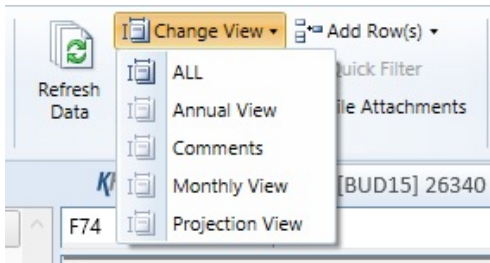 Change View
Add Row(s)
Refresh
Data
ALL
Quick Filter
Annual View
ile Attachments
Comments
Monthly View
[BUD15] 26340
Projection View
F74